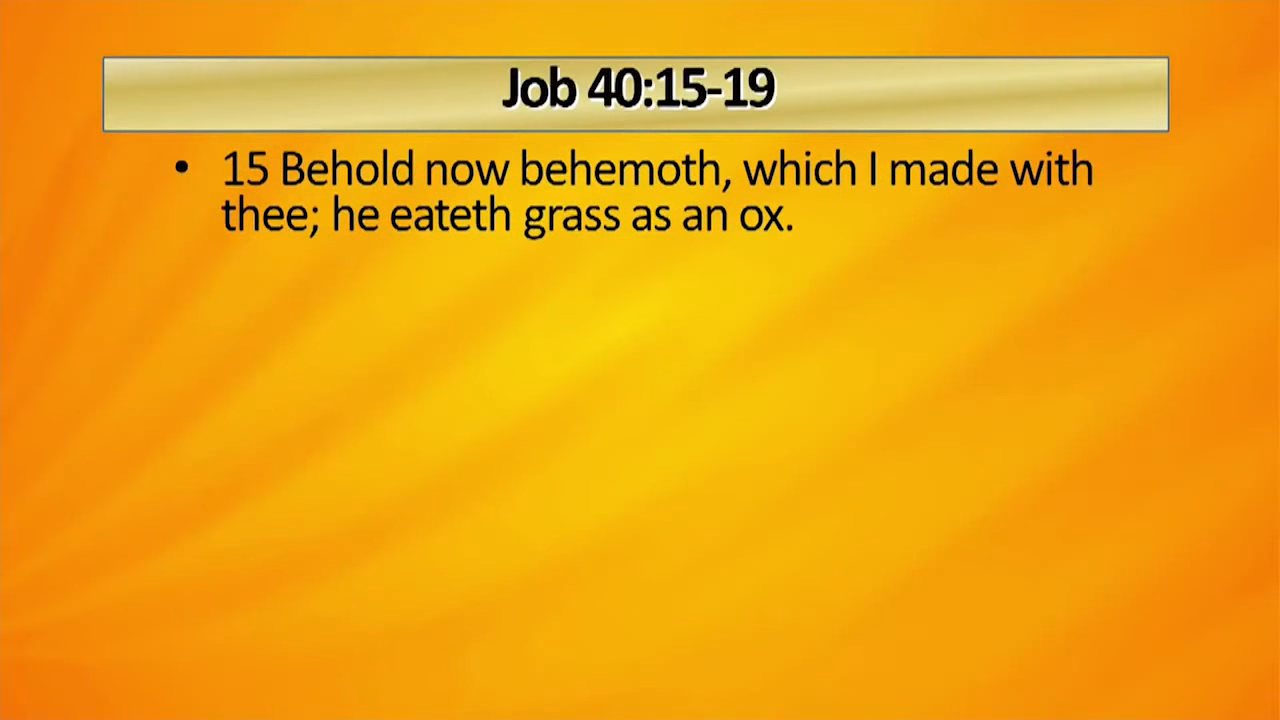 Job 40:15-19
• 15 Behold now behemoth, which I made with
thee; he eateth grass as an ox.